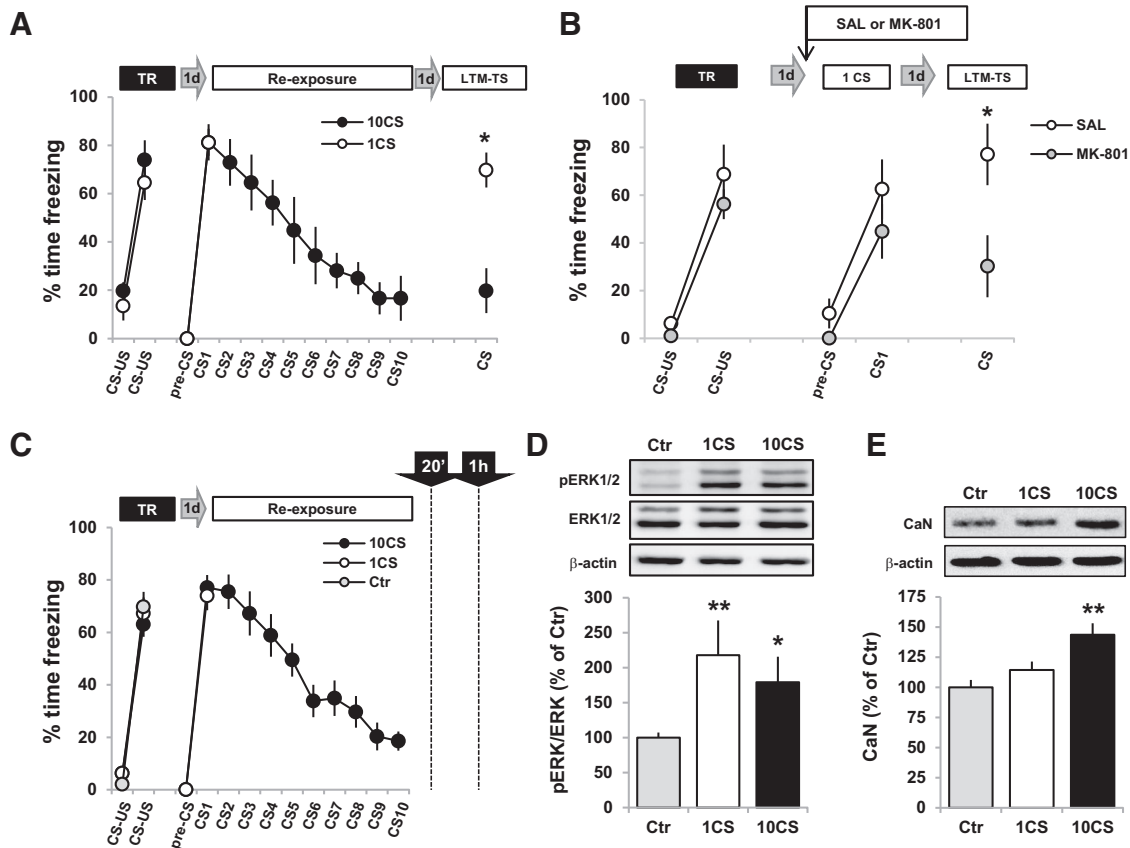 A
TR
1d
Re-exposure
1d
LTM-TS
% time freezing
100
80
60
40
20
0
10CS
1CS
*
CS-US
CS-US
pre-CS
CS1
CS2
CS3
CS4
CS5
CS6
CS7
CS8
CS9
CS10
CS
B
SAL or MK-801
TR
1d
1 CS
1d
LTM-TS
% time freezing
100
80
60
40
20
0
*
SAL
MK-801
CS-US
CS-US
pre-CS
CS1
CS
C
20'
1h
TR
1d
Re-exposure
% time freezing
100
80
60
40
20
0
10CS
1CS
Ctr
CS-US
CS-US
pre-CS
CS1
CS2
CS3
CS4
CS5
CS6
CS7
CS8
CS9
CS10
D
Ctr 1CS 10CS
pERK1/2
ERK1/2
β-actin
pERK/ERK (% of Ctr)
300
250
200
150
100
50
0
**
*
Ctr 1CS 10CS
E
Ctr 1CS 10CS
CaN
β-actin
CaN (% of Ctr)
175
150
125
100
75
50
25
0
**
Ctr 1CS 10CS